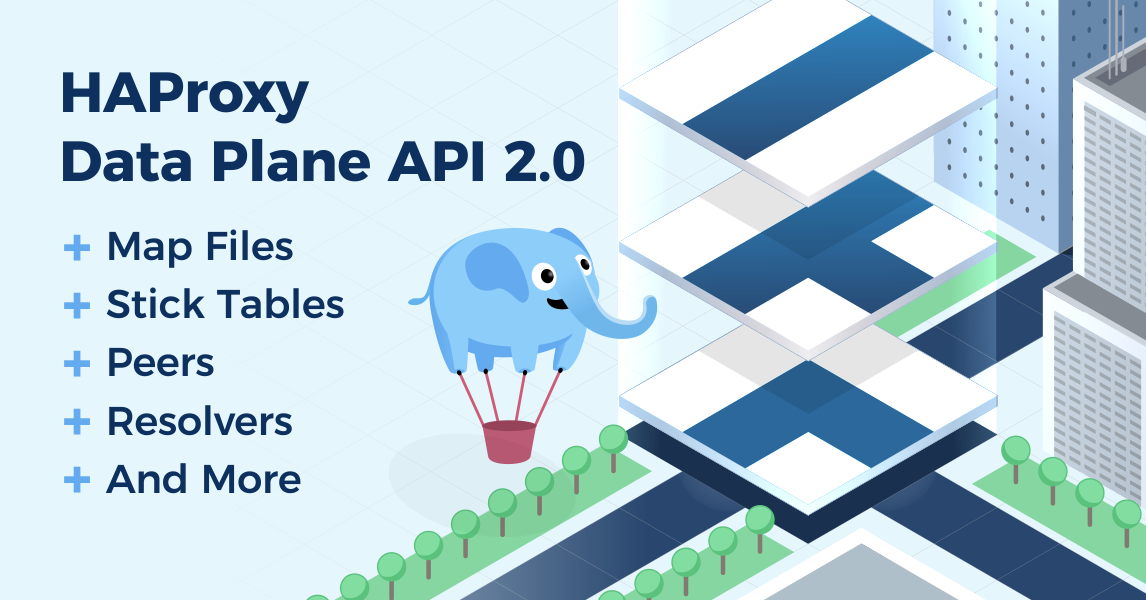 HAProxy
Data Plane API 2.0
+ Map Files
+ Stick Tables
+ Peers
+ Resolvers
+ And More